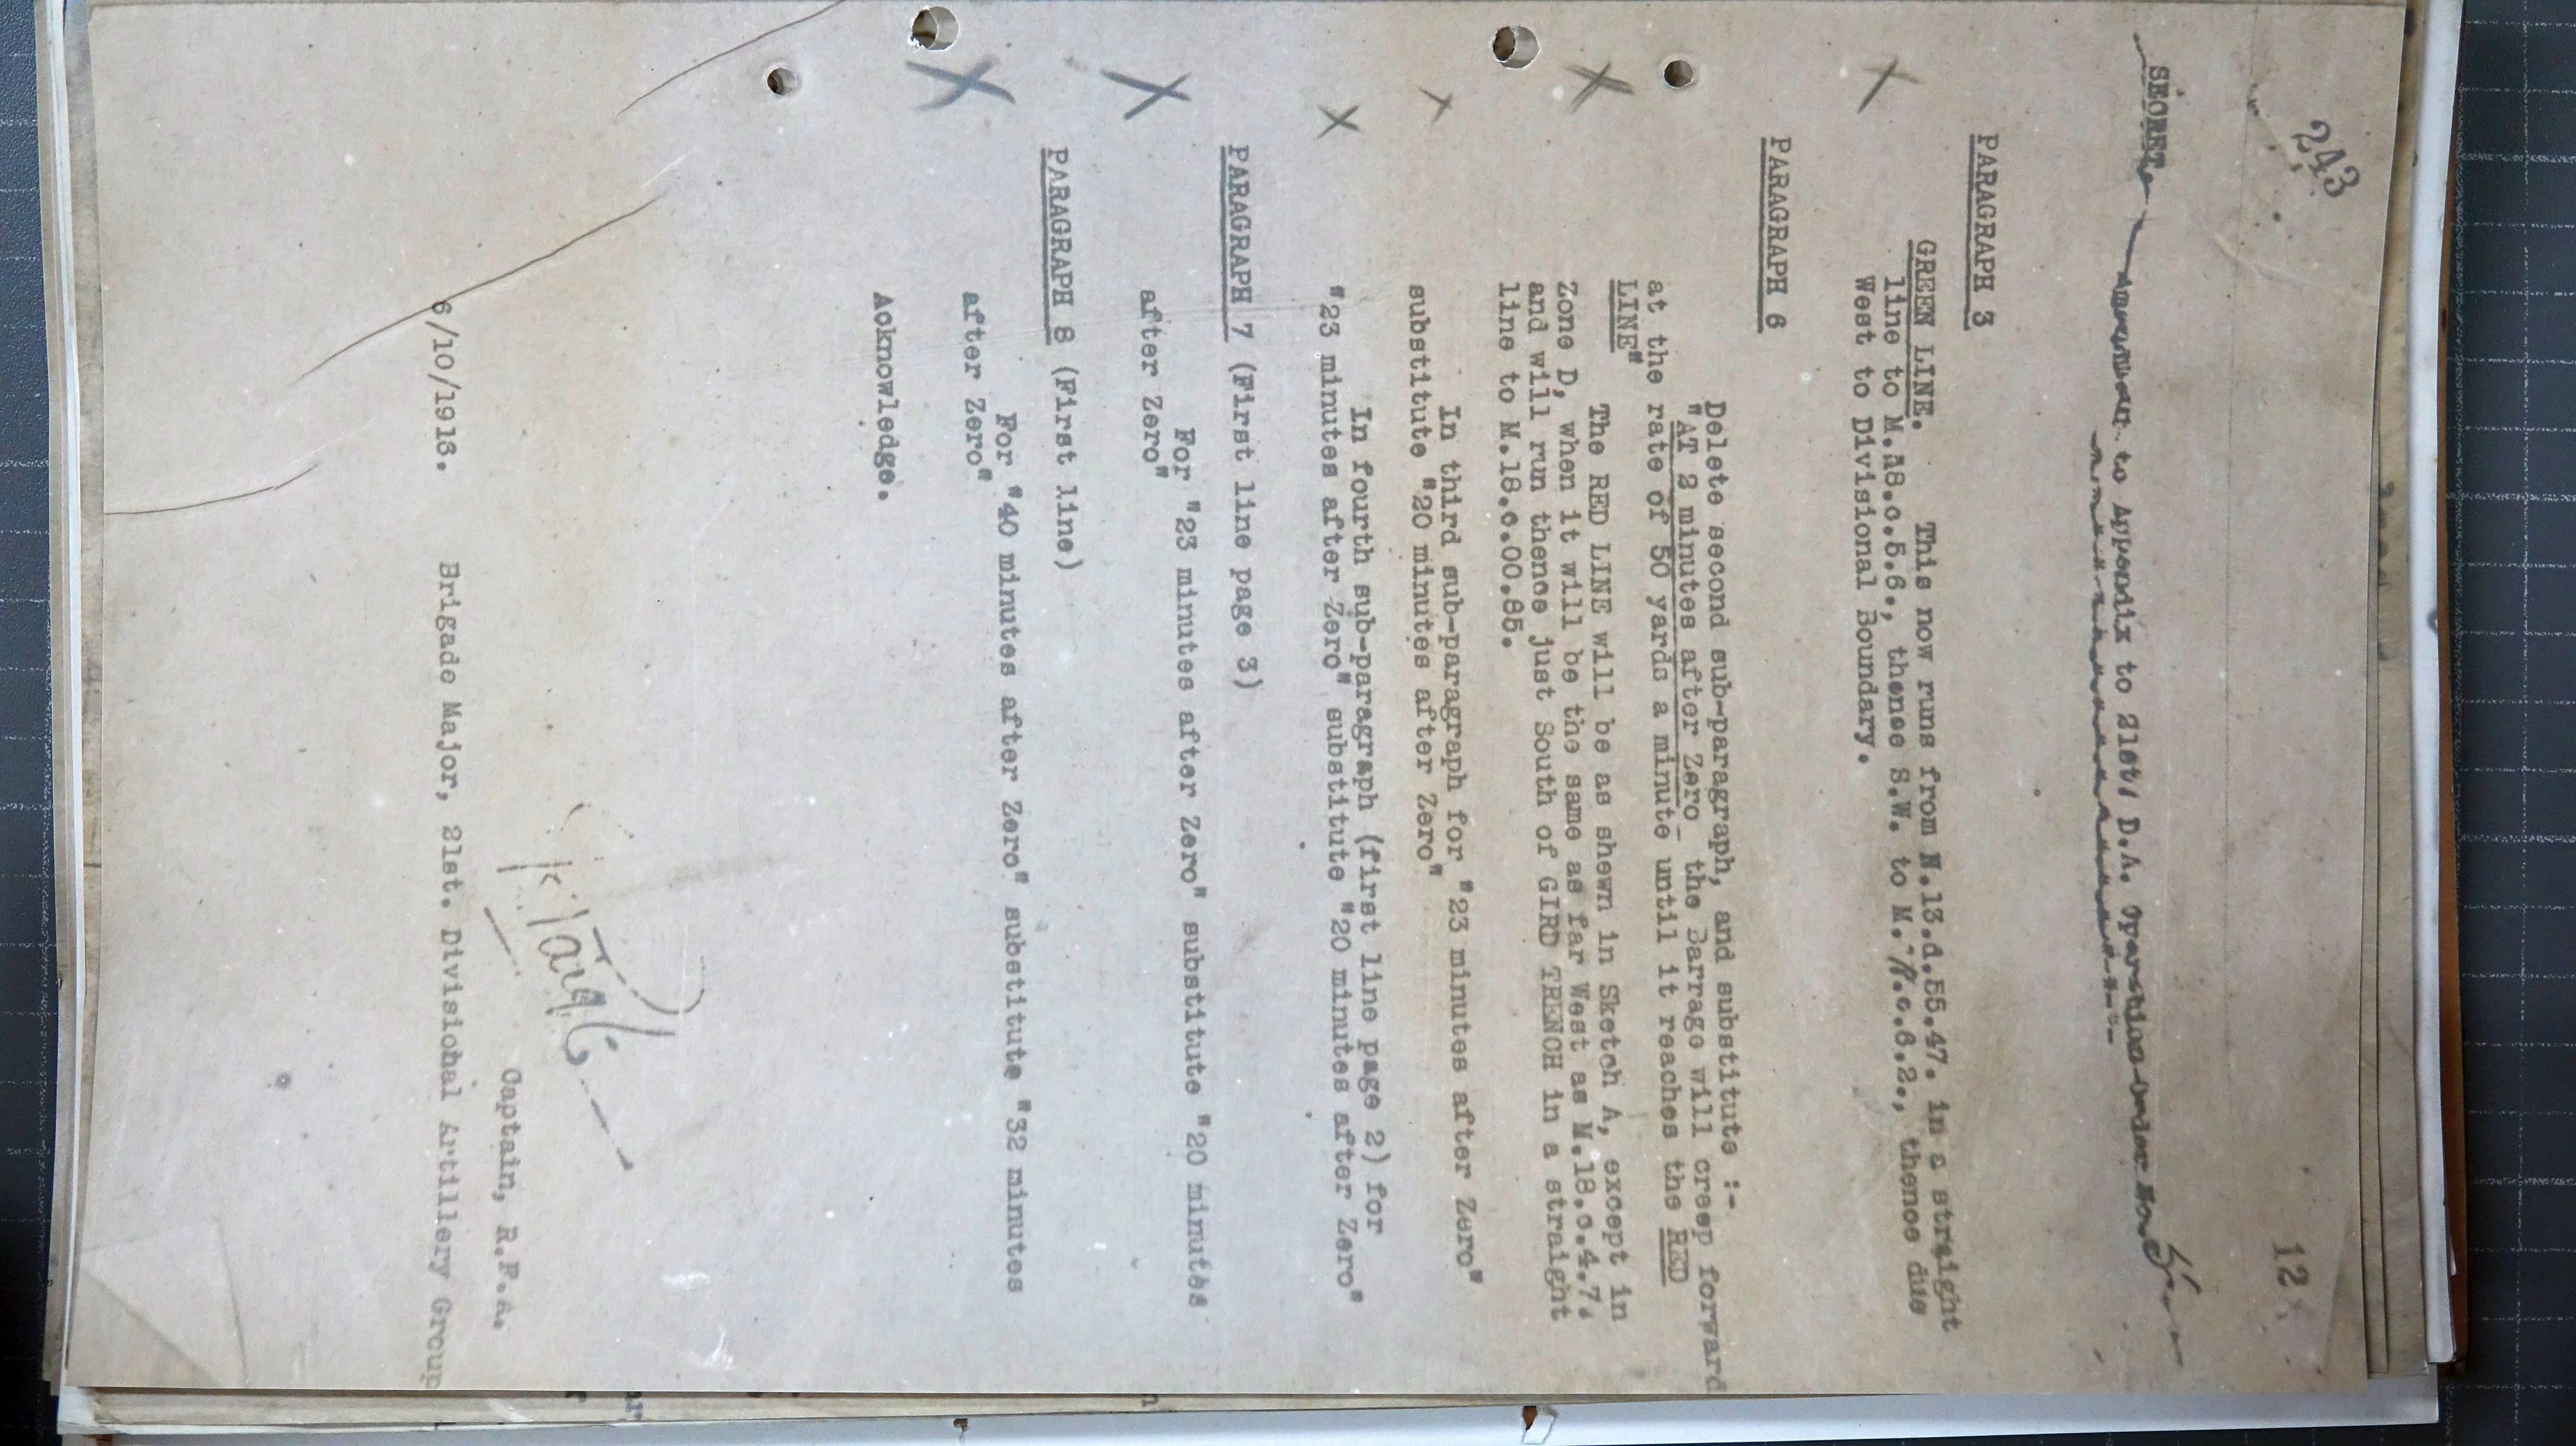 243
12
SECRET.
Amendment to Appendix to 21st/ D.A. Operation Order No.
PARAGRAPH 3
GREEN LINE. This now runs from N.13.d.55.47. in a straight
line to M.18.c.5.6., thence S.W. to M. .c.6.2., thence due
West to Divisional Boundary.
PARAGRAPH 6
Delete second sub-paragraph, and substitute :-
"AT 2 minutes after Zero the Barrage will creep forward
at the rate of 50 yards a minute until it reaches the RED
LINE"
The RED LINE will be as shewn in Sketch A, except in
Zone D, when it will be the same as far West as M.18.c.4.7.
and will run thence just South of GIRD TRENCH in a straight
line to M.18.c.00.85.
In third sub-paragraph for "23 minutes after Zero"
substitute "20 minutes after Zero"
In fourth sub-paragraph (first line page 2) for
"23 minutes after Zero" substitute "20 minutes after Zero"
PARAGRAPH 7 (First line page 3)
For "23 minutes after Zero" substitute "20 minutes
after Zero"
PARAGRAPH 8 (First line)
For "40 minutes after Zero" substitute "32 minutes
after Zero"
Acknowledge.
Captain, R.F.A.
6/10/1916. Brigade Major, 21st. Divisional Artillery Group